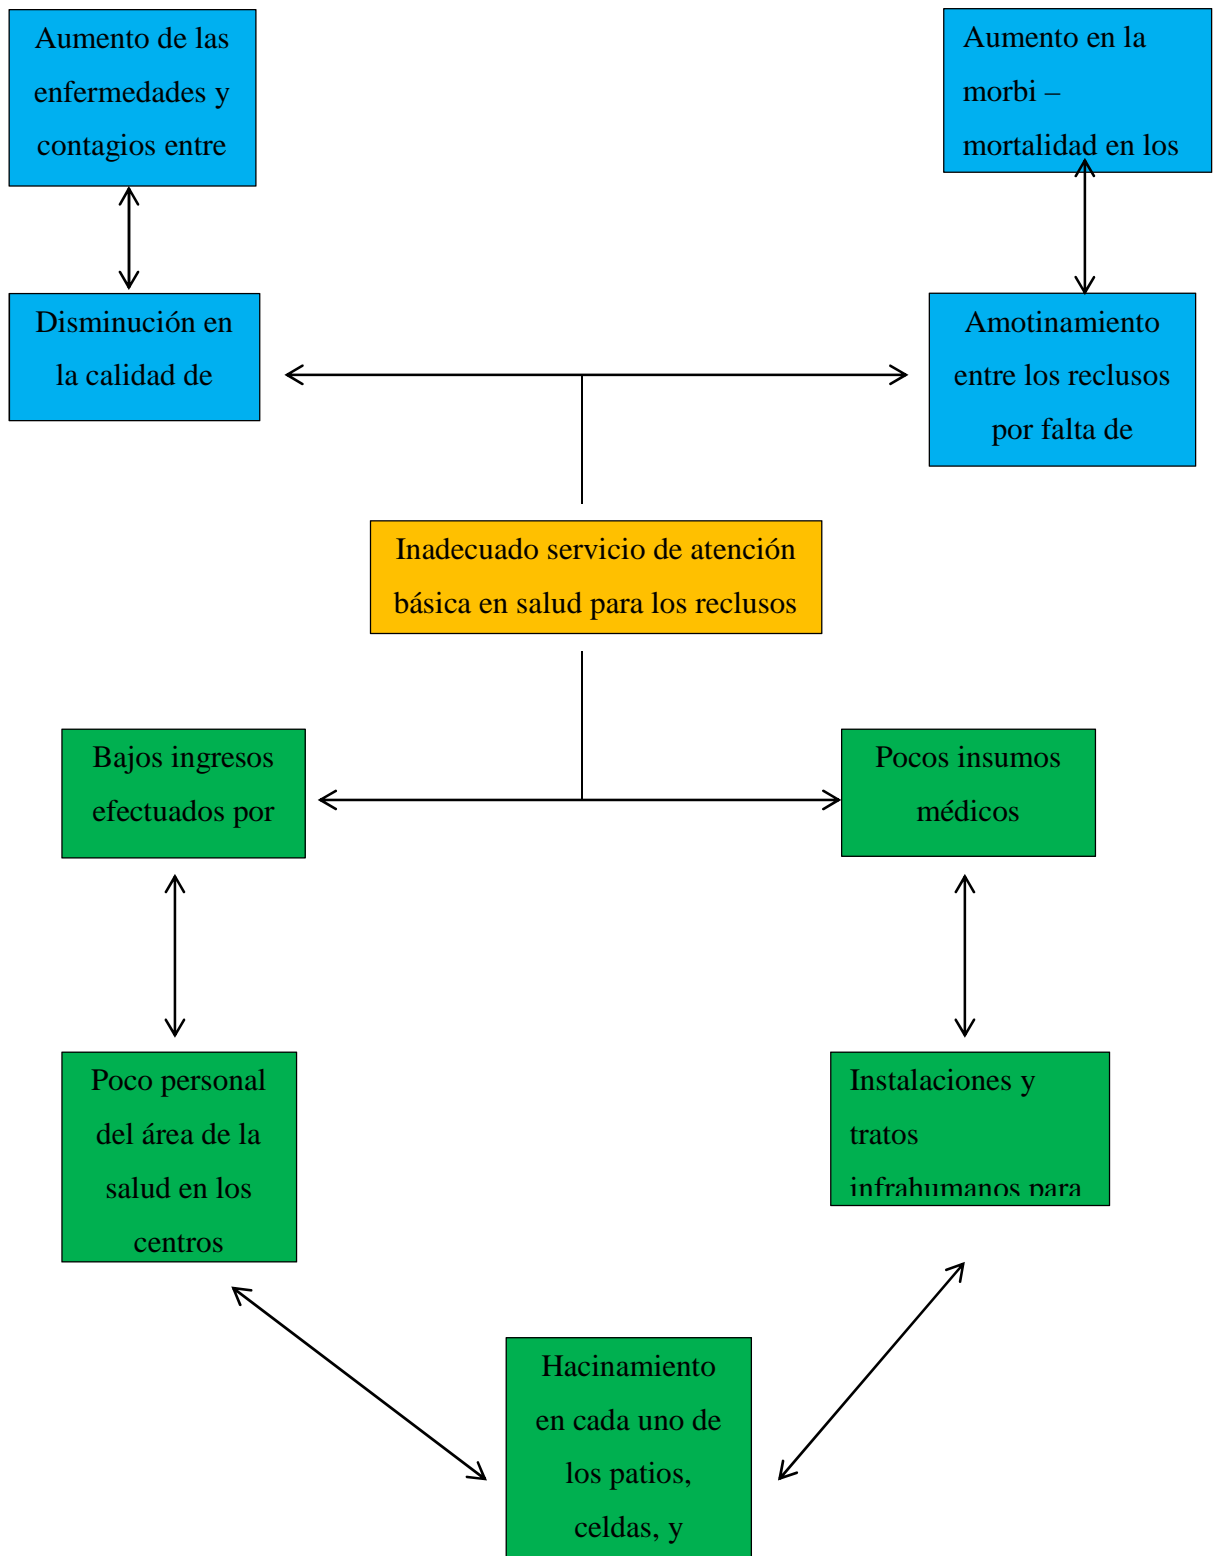 Aumento de las
enfermedades y
contagios entre
Aumento en la
morbi –
mortalidad en los
Disminución en
la calidad de
Amotinamiento
entre los reclusos
por falta de
Inadecuado servicio de atención
básica en salud para los reclusos
Bajos ingresos
efectuados por
Pocos insumos
médicos
Poco personal
del área de la
salud en los
centros
Instalaciones y
tratos
infrahumanos para
Hacinamiento
en cada uno de
los patios,
celdas, y